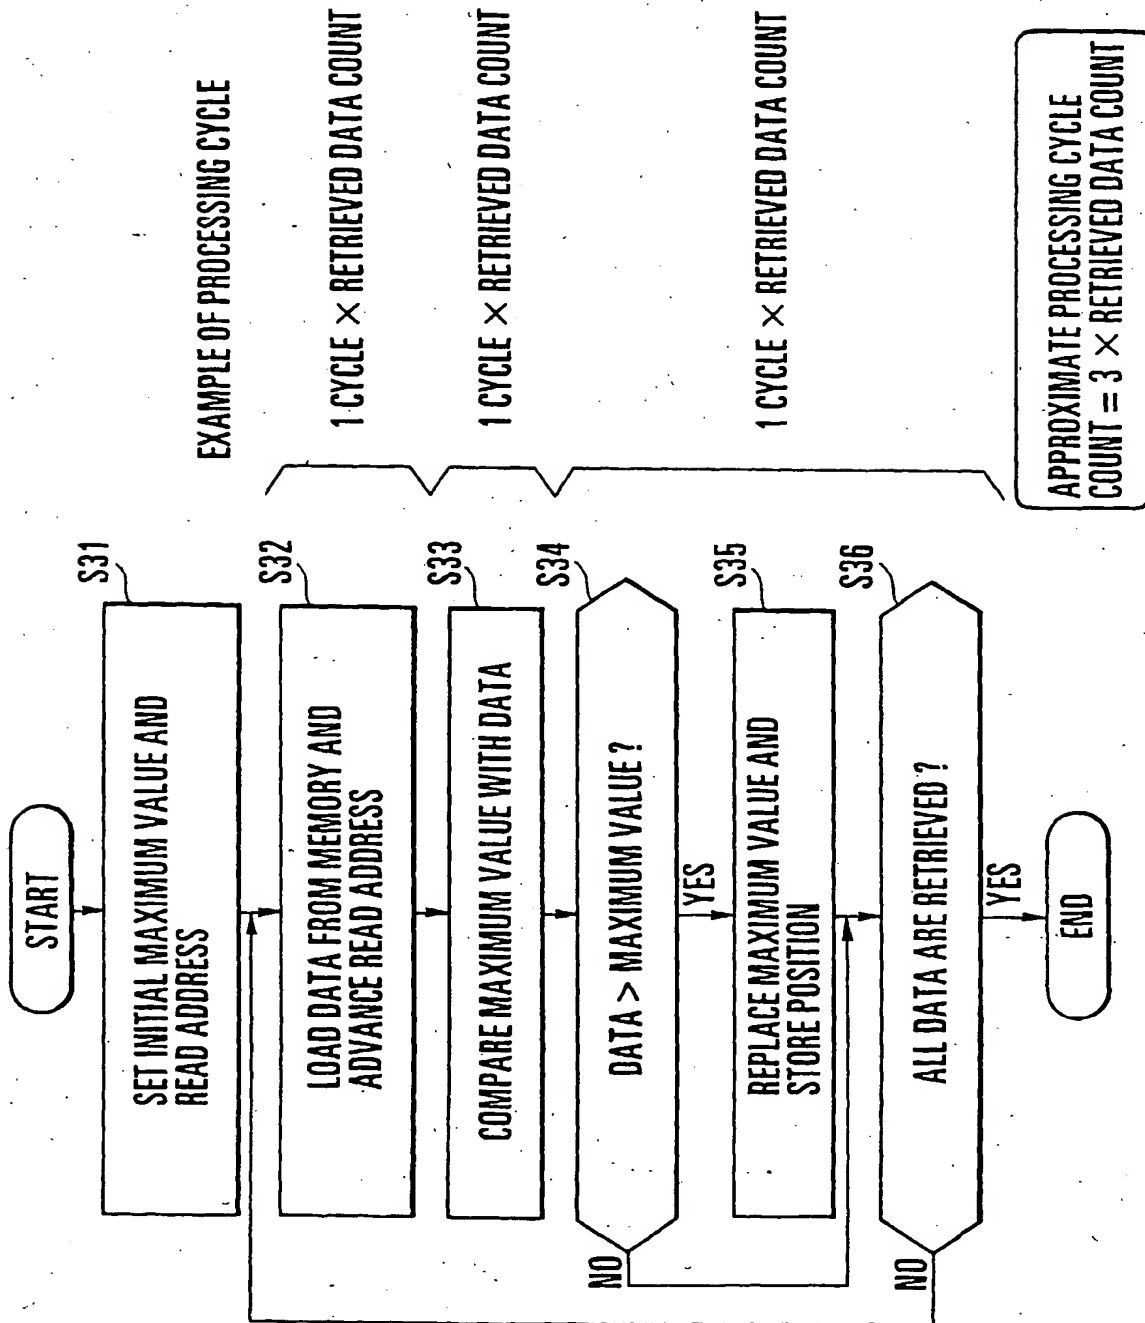 START
S31
SET INITIAL MAXIMUM VALUE AND
READ ADDRESS
EXAMPLE OF PROCESSING CYCLE
S32
LOAD DATA FROM MEMORY AND
ADVANCE READ ADDRESS
1 CYCLE × RETRIEVED DATA COUNT
S33
COMPARE MAXIMUM VALUE WITH DATA
1 CYCLE × RETRIEVED DATA COUNT
S34
DATA > MAXIMUM VALUE ?
NO
YES
S35
REPLACE MAXIMUM VALUE AND
STORE POSITION
1 CYCLE × RETRIEVED DATA COUNT
S36
ALL DATA ARE RETRIEVED ?
NO
YES
END
APPROXIMATE PROCESSING CYCLE
COUNT = 3 × RETRIEVED DATA COUNT